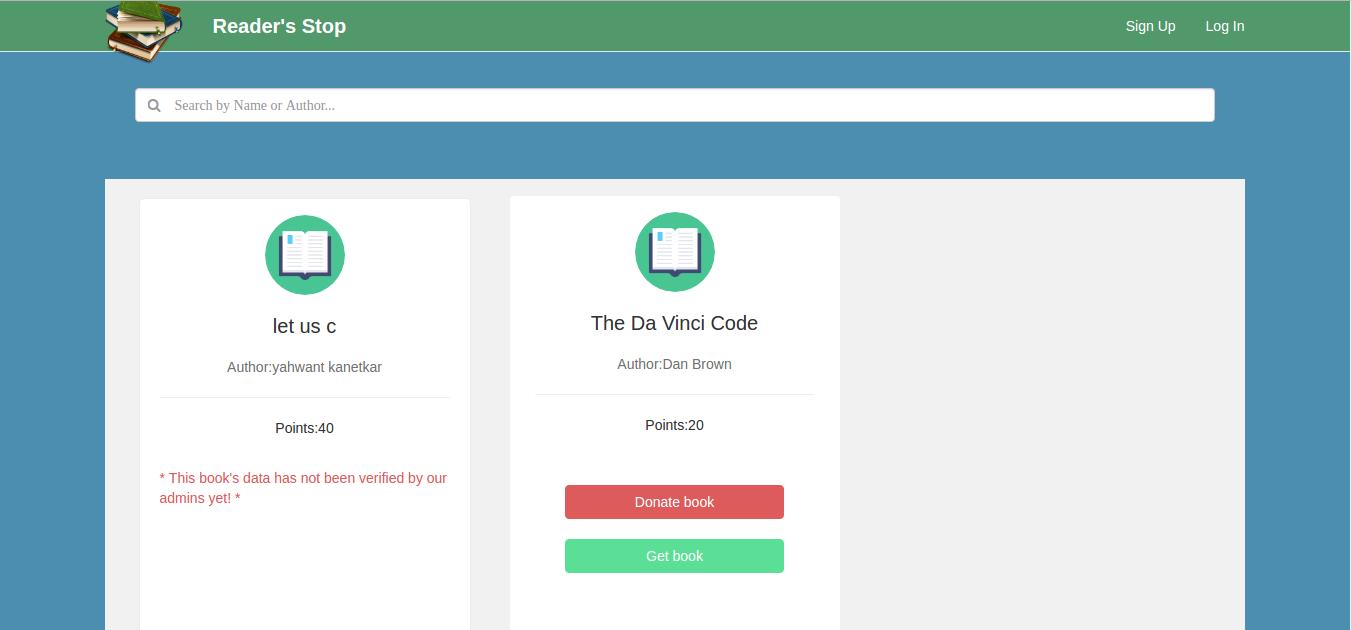 Reader's Stop
Sign Up
Log In
Search by Name or Author...
let us c
Author:yahwant kanetkar
Points:40
* This book's data has not been verified by our
admins yet! *
The Da Vinci Code
Author:Dan Brown
Points:20
Donate book
Get book